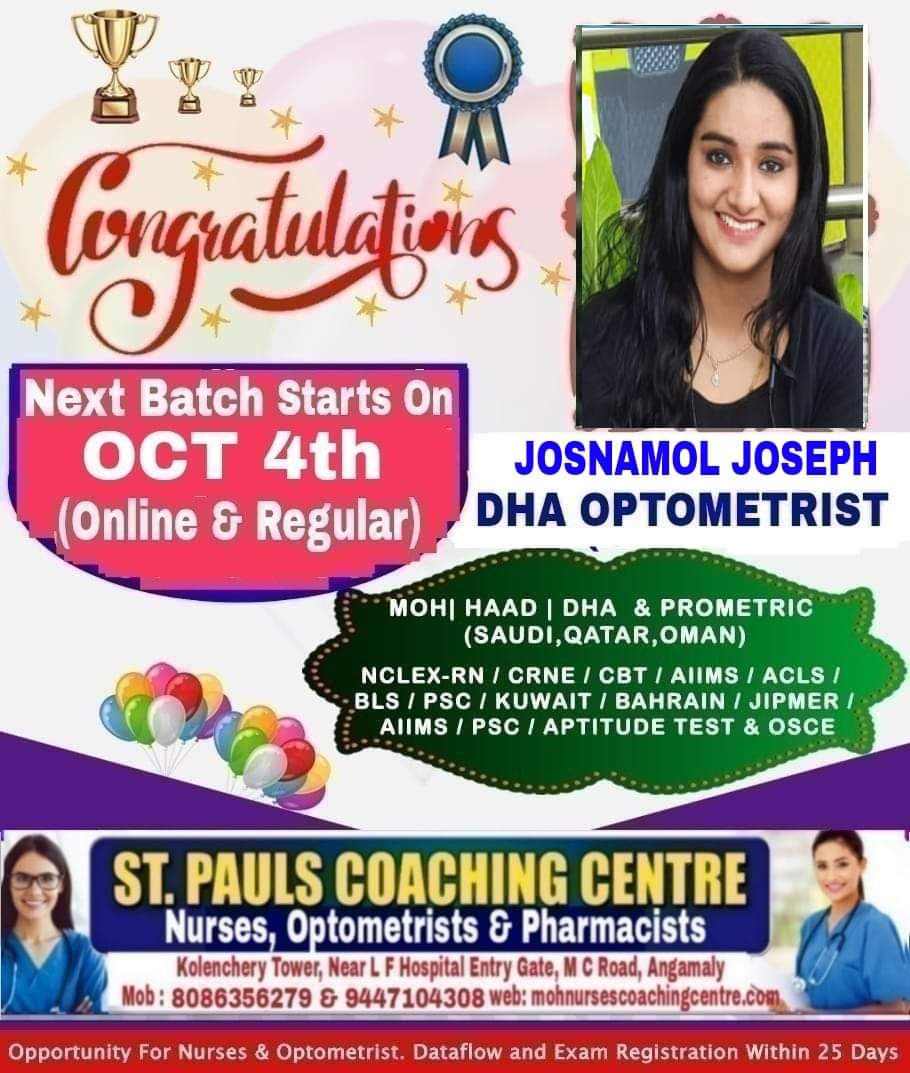 Congratulations
Next Batch Starts On
OCT 4th
(Online & Regular)
JOSNAMOL JOSEPH
DHA OPTOMETRIST
MOH| HAAD | DHA & PROMETRIC
(SAUDI,QATAR,OMAN)
NCLEX-RN / CRNE / CBT / AIIMS / ACLS /
BLS / PSC / KUWAIT / BAHRAIN / JIPMER /
AIIMS / PSC / APTITUDE TEST & OSCE
ST. PAULS COACHING CENTRE
Nurses, Optometrists & Pharmacists
Kolenchery Tower, Near L F Hospital Entry Gate, M C Road, Angamaly
Mob : 8086356279 & 9447104308 web: mohnursescoachingcentre.com
Opportunity For Nurses & Optometrist. Dataflow and Exam Registration Within 25 Days